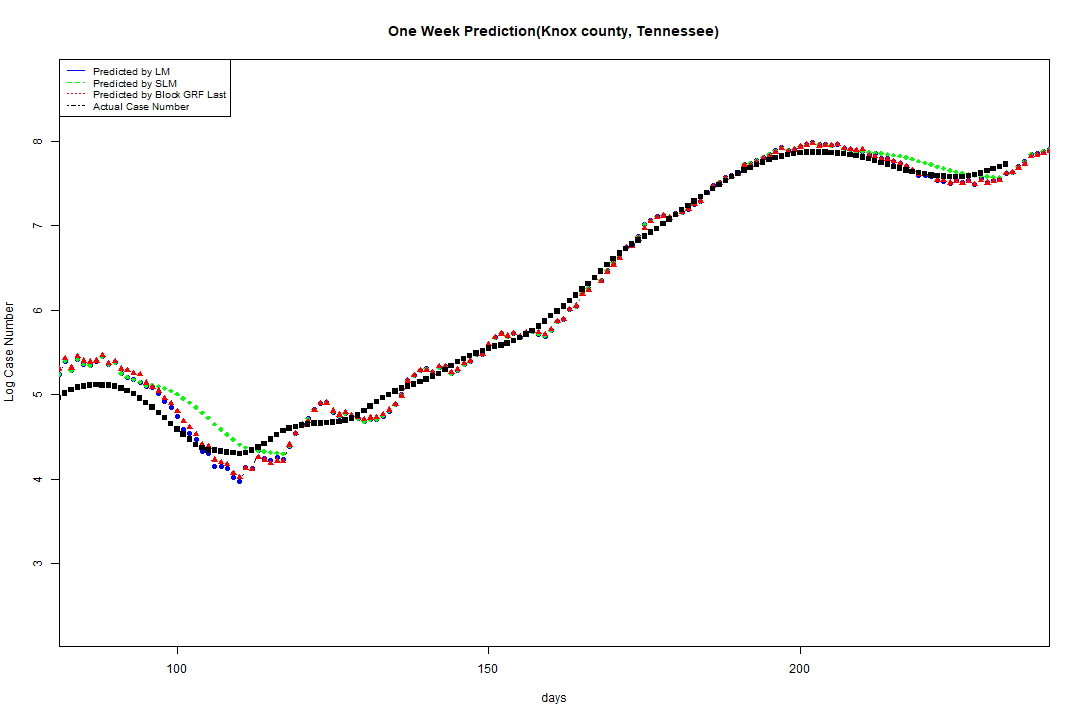 One Week Prediction(Knox county, Tennessee)
Predicted by LM
Predicted by SLM
Predicted by Block GRF Last
Actual Case Number
8
7
6
5
4
3
Log Case Number
100
150
200
days